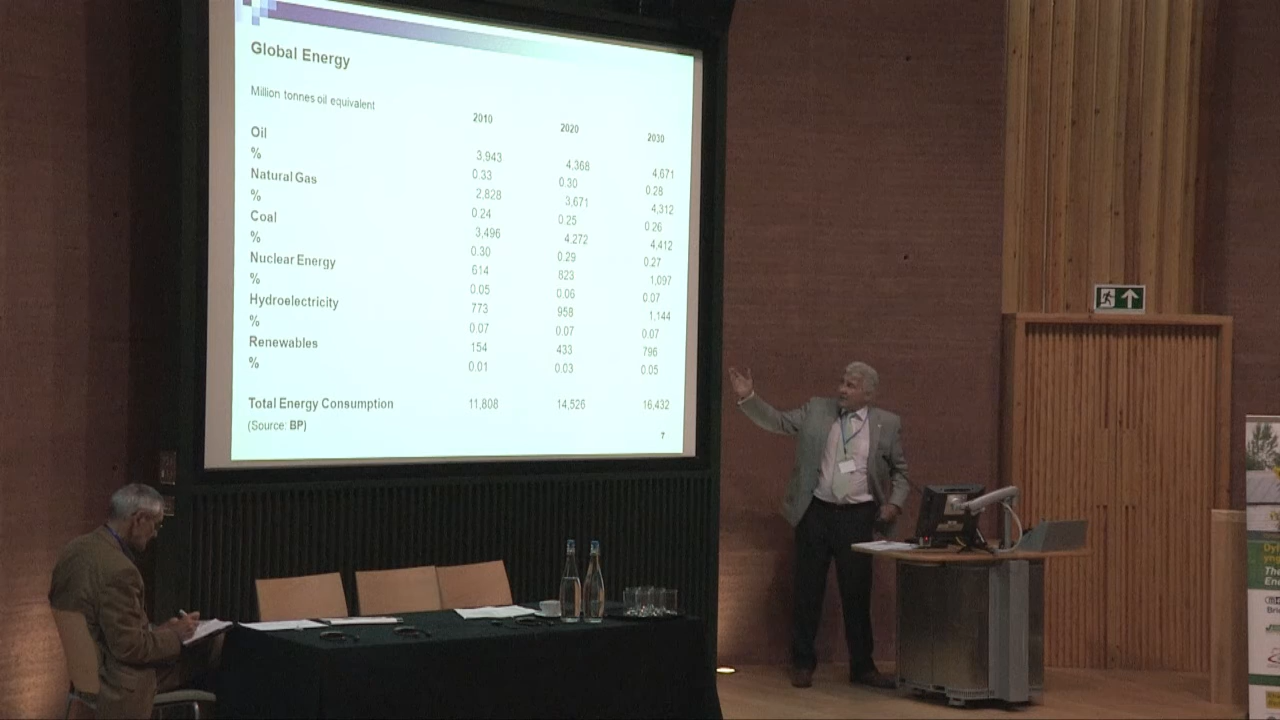 Global Energy
Million tonnes oil equivalent
2010 2020 2030
Oil 3,943 4,368 4,671
% 0.33 0.30 0.28
Natural Gas 2,828 3,671 4,312
% 0.24 0.25 0.26
Coal 3,496 4,272 4,412
% 0.30 0.29 0.27
Nuclear Energy 614 823 1,097
% 0.05 0.06 0.07
Hydroelectricity 773 958 1,144
% 0.07 0.07 0.07
Renewables 154 433 796
% 0.01 0.03 0.05
Total Energy Consumption 11,808 14,526 16,432
(Source: BP)
7